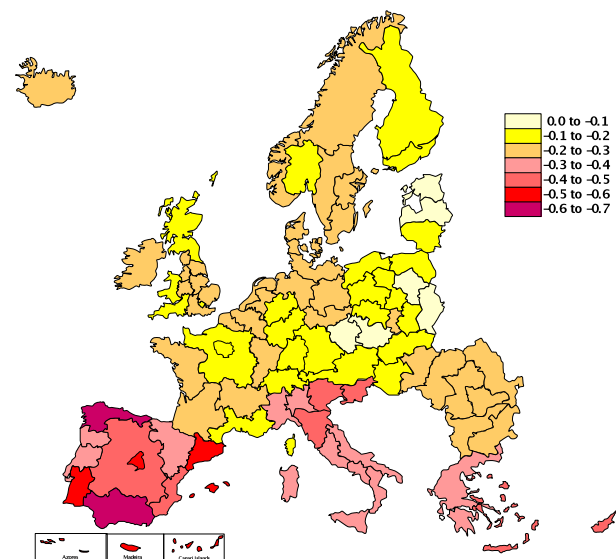 0.0 to −0.1
−0.1 to −0.2
−0.2 to −0.3
−0.3 to −0.4
−0.4 to −0.5
−0.5 to −0.6
−0.6 to −0.7
Azores Madeira Canari Islands